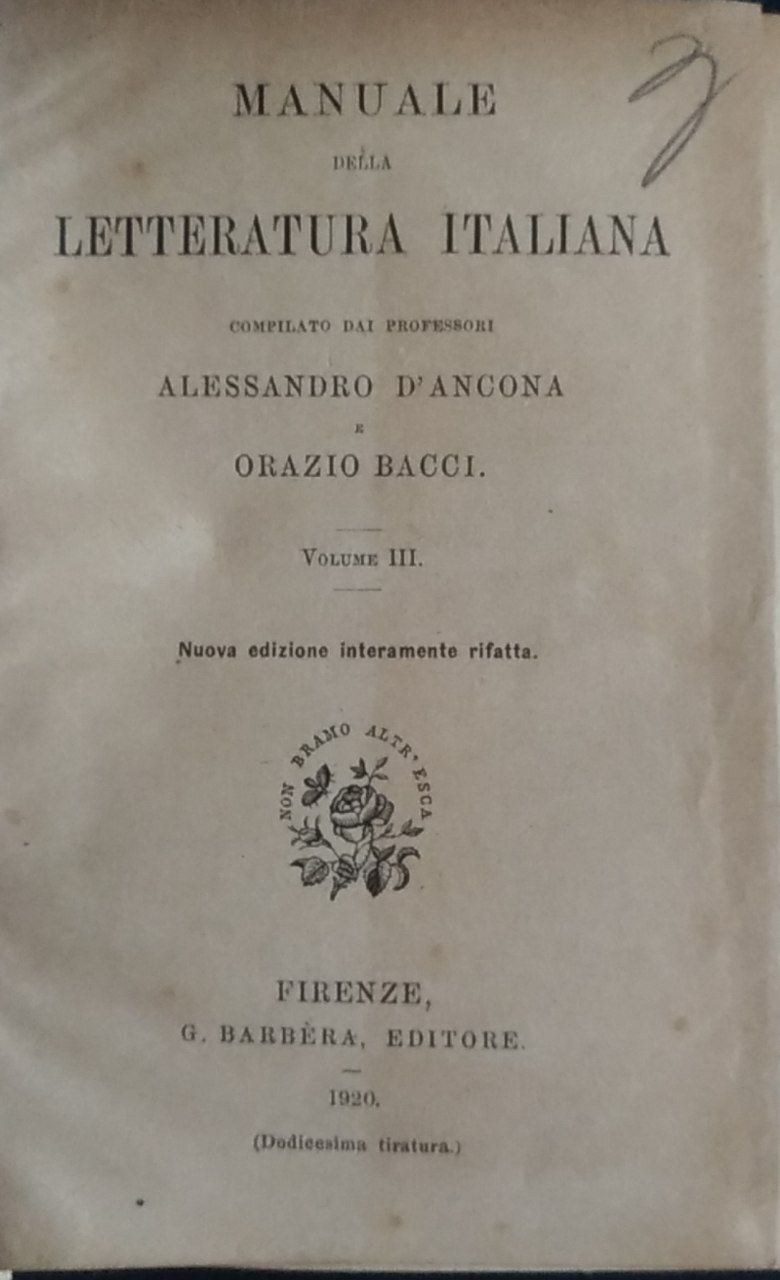 MANUALE
DELLA
LETTERATURA ITALIANA
COMPILATO DAI PROFESSORI
ALESSANDRO D'ANCONA
E
ORAZIO BACCI.
VOLUME III.
Nuova edizione interamente rifatta.
NON BRAMO ALTR' ESCA
FIRENZE,
G. BARBÈRA, EDITORE.
1920.
(Dodicesima tiratura.)